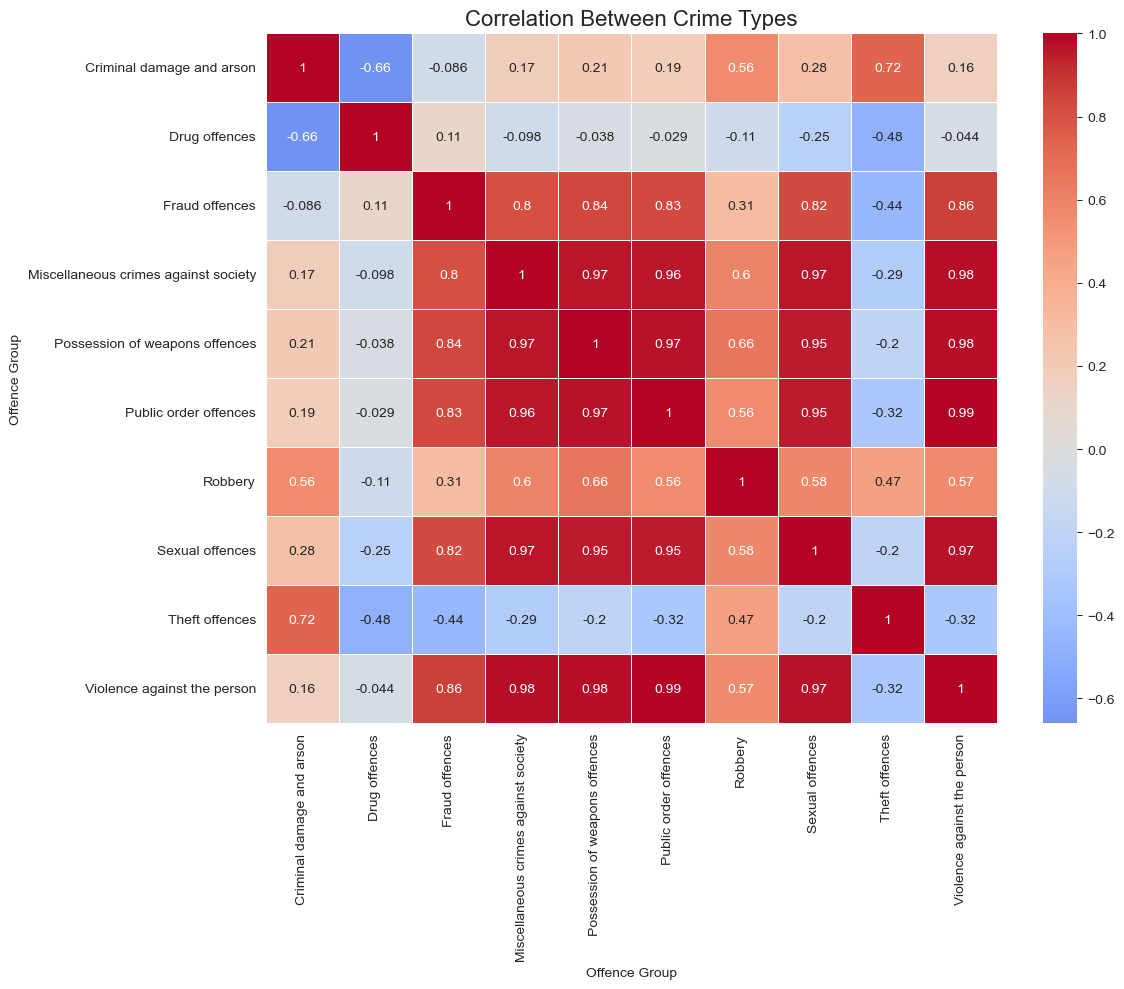 Correlation Between Crime Types
Criminal damage and arson 1 -0.66 -0.086 0.17 0.21 0.19 0.56 0.28 0.72 0.16
Drug offences -0.66 1 0.11 -0.098 -0.038 -0.029 -0.11 -0.25 -0.48 -0.044
Fraud offences -0.086 0.11 1 0.8 0.84 0.83 0.31 0.82 -0.44 0.86
Miscellaneous crimes against society 0.17 -0.098 0.8 1 0.97 0.96 0.6 0.97 -0.29 0.98
Possession of weapons offences 0.21 -0.038 0.84 0.97 1 0.97 0.66 0.95 -0.2 0.98
Public order offences 0.19 -0.029 0.83 0.96 0.97 1 0.56 0.95 -0.32 0.99
Robbery 0.56 -0.11 0.31 0.6 0.66 0.56 1 0.58 0.47 0.57
Sexual offences 0.28 -0.25 0.82 0.97 0.95 0.95 0.58 1 -0.2 0.97
Theft offences 0.72 -0.48 -0.44 -0.29 -0.2 -0.32 0.47 -0.2 1 -0.32
Violence against the person 0.16 -0.044 0.86 0.98 0.98 0.99 0.57 0.97 -0.32 1
Offence Group
Criminal damage and arson
Drug offences
Fraud offences
Miscellaneous crimes against society
Possession of weapons offences
Public order offences
Robbery
Sexual offences
Theft offences
Violence against the person
Offence Group
1.0
0.8
0.6
0.4
0.2
0.0
−0.2
−0.4
−0.6